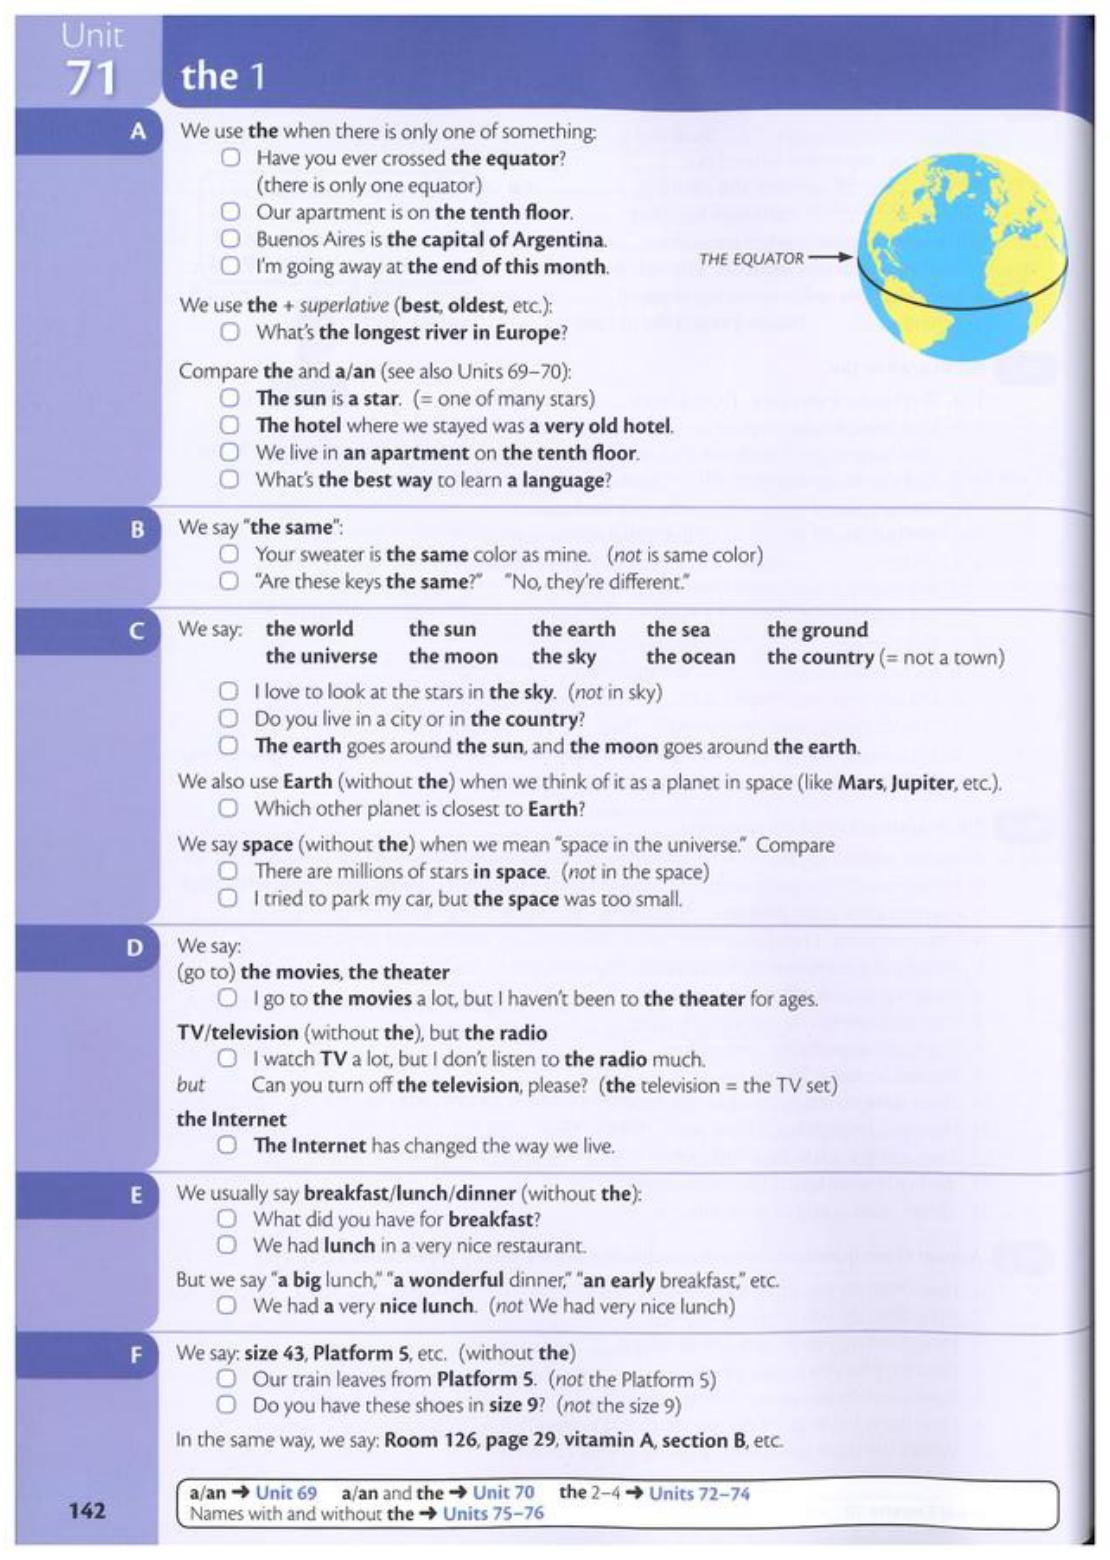 Unit
71
the 1
A
We use the when there is only one of something:
Have you ever crossed the equator?
(there is only one equator)
Our apartment is on the tenth floor.
Buenos Aires is the capital of Argentina.
I'm going away at the end of this month.
THE EQUATOR
We use the + superlative (best, oldest, etc.):
What's the longest river in Europe?
Compare the and a/an (see also Units 69–70):
The sun is a star. (= one of many stars)
The hotel where we stayed was a very old hotel.
We live in an apartment on the tenth floor.
What's the best way to learn a language?
B
We say "the same":
Your sweater is the same color as mine. (not is same color)
"Are these keys the same?" "No, they're different."
C
We say: the world the sun the earth the sea the ground
the universe the moon the sky the ocean the country (= not a town)
I love to look at the stars in the sky. (not in sky)
Do you live in a city or in the country?
The earth goes around the sun, and the moon goes around the earth.
We also use Earth (without the) when we think of it as a planet in space (like Mars, Jupiter, etc.).
Which other planet is closest to Earth?
We say space (without the) when we mean "space in the universe." Compare
There are millions of stars in space. (not in the space)
I tried to park my car, but the space was too small.
D
We say:
(go to) the movies, the theater
I go to the movies a lot, but I haven't been to the theater for ages.
TV/television (without the), but the radio
I watch TV a lot, but I don't listen to the radio much.
but Can you turn off the television, please? (the television = the TV set)
the Internet
The Internet has changed the way we live.
E
We usually say breakfast/lunch/dinner (without the):
What did you have for breakfast?
We had lunch in a very nice restaurant.
But we say "a big lunch," "a wonderful dinner," "an early breakfast," etc.
We had a very nice lunch. (not We had very nice lunch)
F
We say: size 43, Platform 5, etc. (without the)
Our train leaves from Platform 5. (not the Platform 5)
Do you have these shoes in size 9? (not the size 9)
In the same way, we say: Room 126, page 29, vitamin A, section B, etc.
142
a/an ➜ Unit 69 a/an and the ➜ Unit 70 the 2–4 ➜ Units 72–74
Names with and without the ➜ Units 75–76